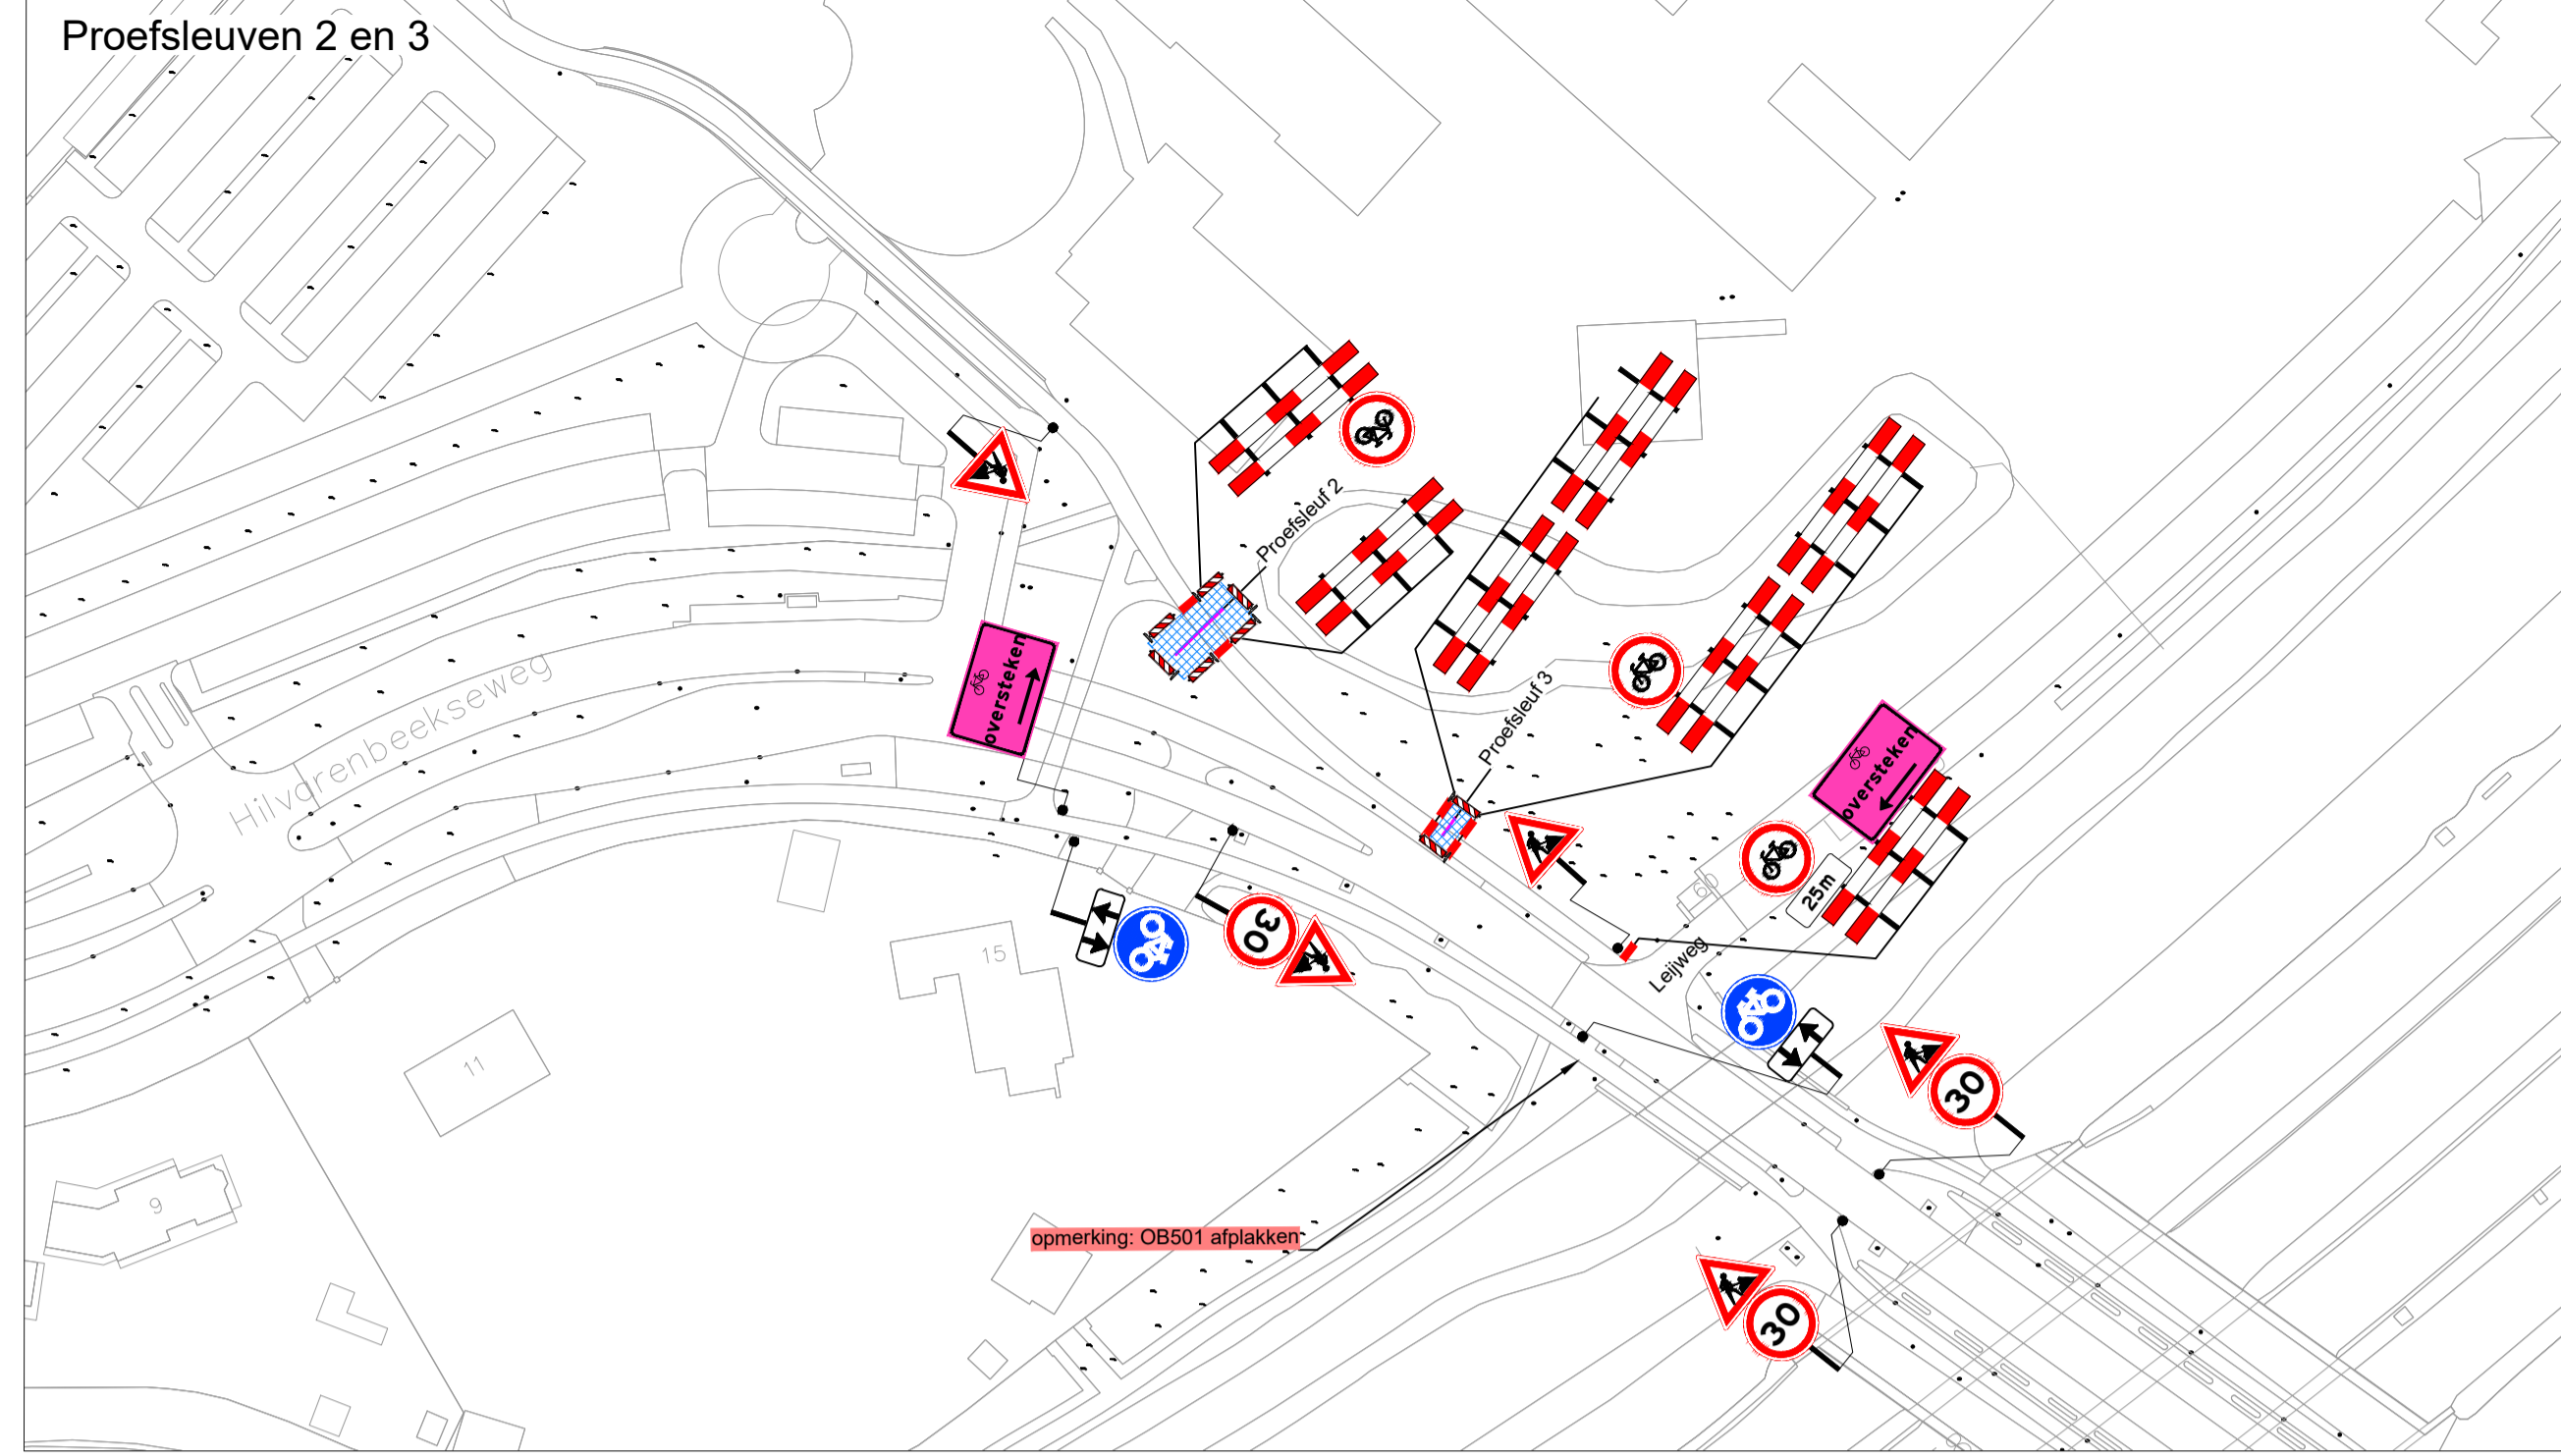 Proefsleuven 2 en 3
Proefsleuf 2
oversteken
Hilvarenbeekseweg
Proefsleuf 3
oversteken
25m
60
Leijweg
30
15
11
30
9
opmerking: OB501 afplakken
30